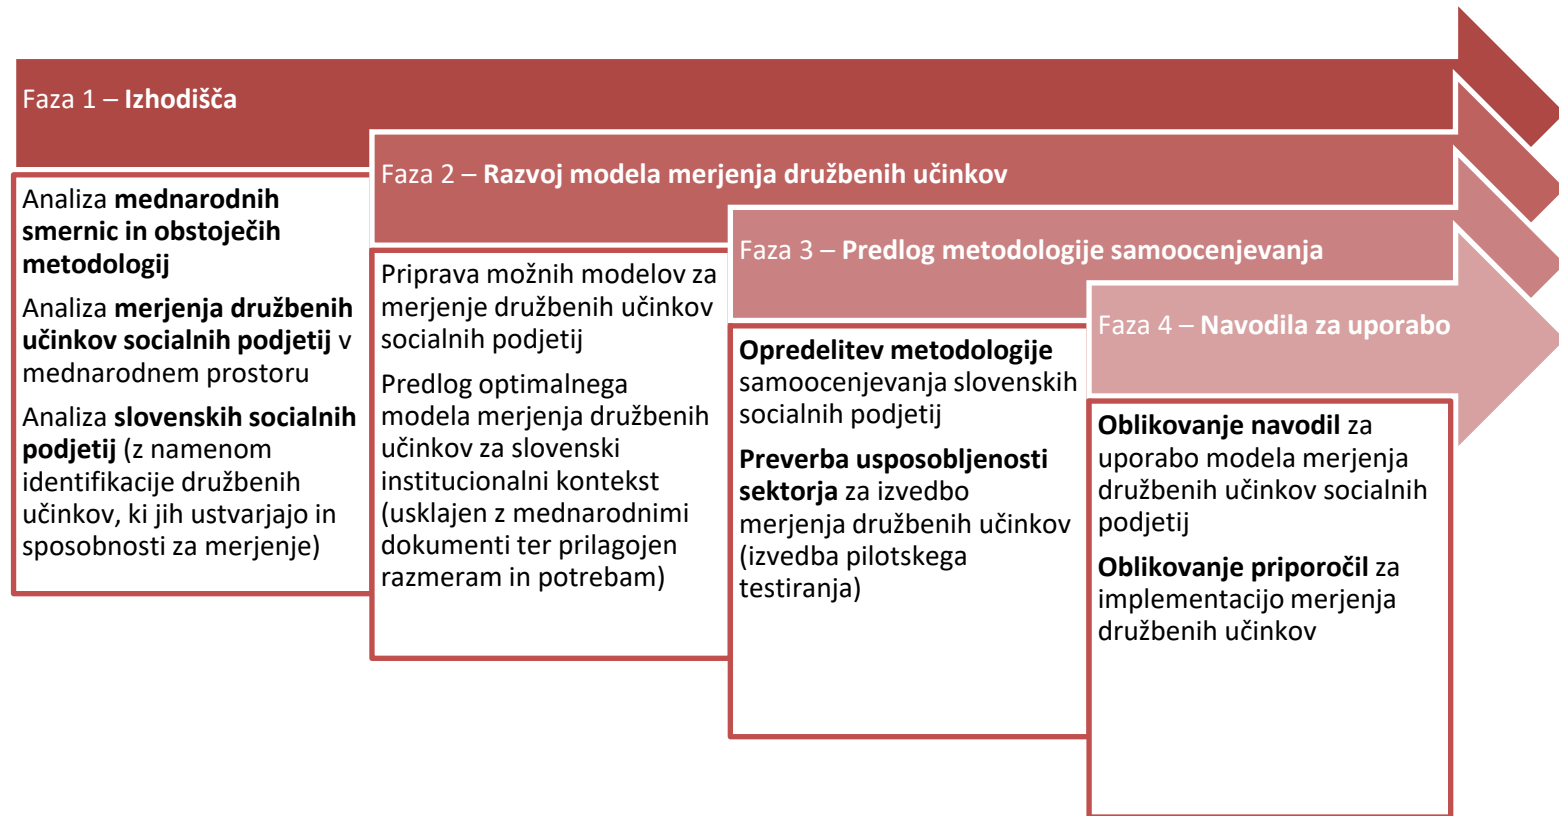 Faza 1 – Izhodišča
Analiza mednarodnih
smernic in obstoječih
metodologij
Analiza merjenja družbenih
učinkov socialnih podjetij v
mednarodnem prostoru
Analiza slovenskih socialnih
podjetij (z namenom
identifikacije družbenih
učinkov, ki jih ustvarjajo in
sposobnosti za merjenje)
Faza 2 – Razvoj modela merjenja družbenih učinkov
Priprava možnih modelov za
merjenje družbenih učinkov
socialnih podjetij
Predlog optimalnega
modela merjenja družbenih
učinkov za slovenski
institucionalni kontekst
(usklajen z mednarodnimi
dokumenti ter prilagojen
razmeram in potrebam)
Faza 3 – Predlog metodologije samoocenjevanja
Opredelitev metodologije
samoocenjevanja slovenskih
socialnih podjetij
Preverba usposobljenosti
sektorja za izvedbo
merjenja družbenih učinkov
(izvedba pilotskega
testiranja)
Faza 4 – Navodila za uporabo
Oblikovanje navodil za
uporabo modela merjenja
družbenih učinkov socialnih
podjetij
Oblikovanje priporočil za
implementacijo merjenja
družbenih učinkov